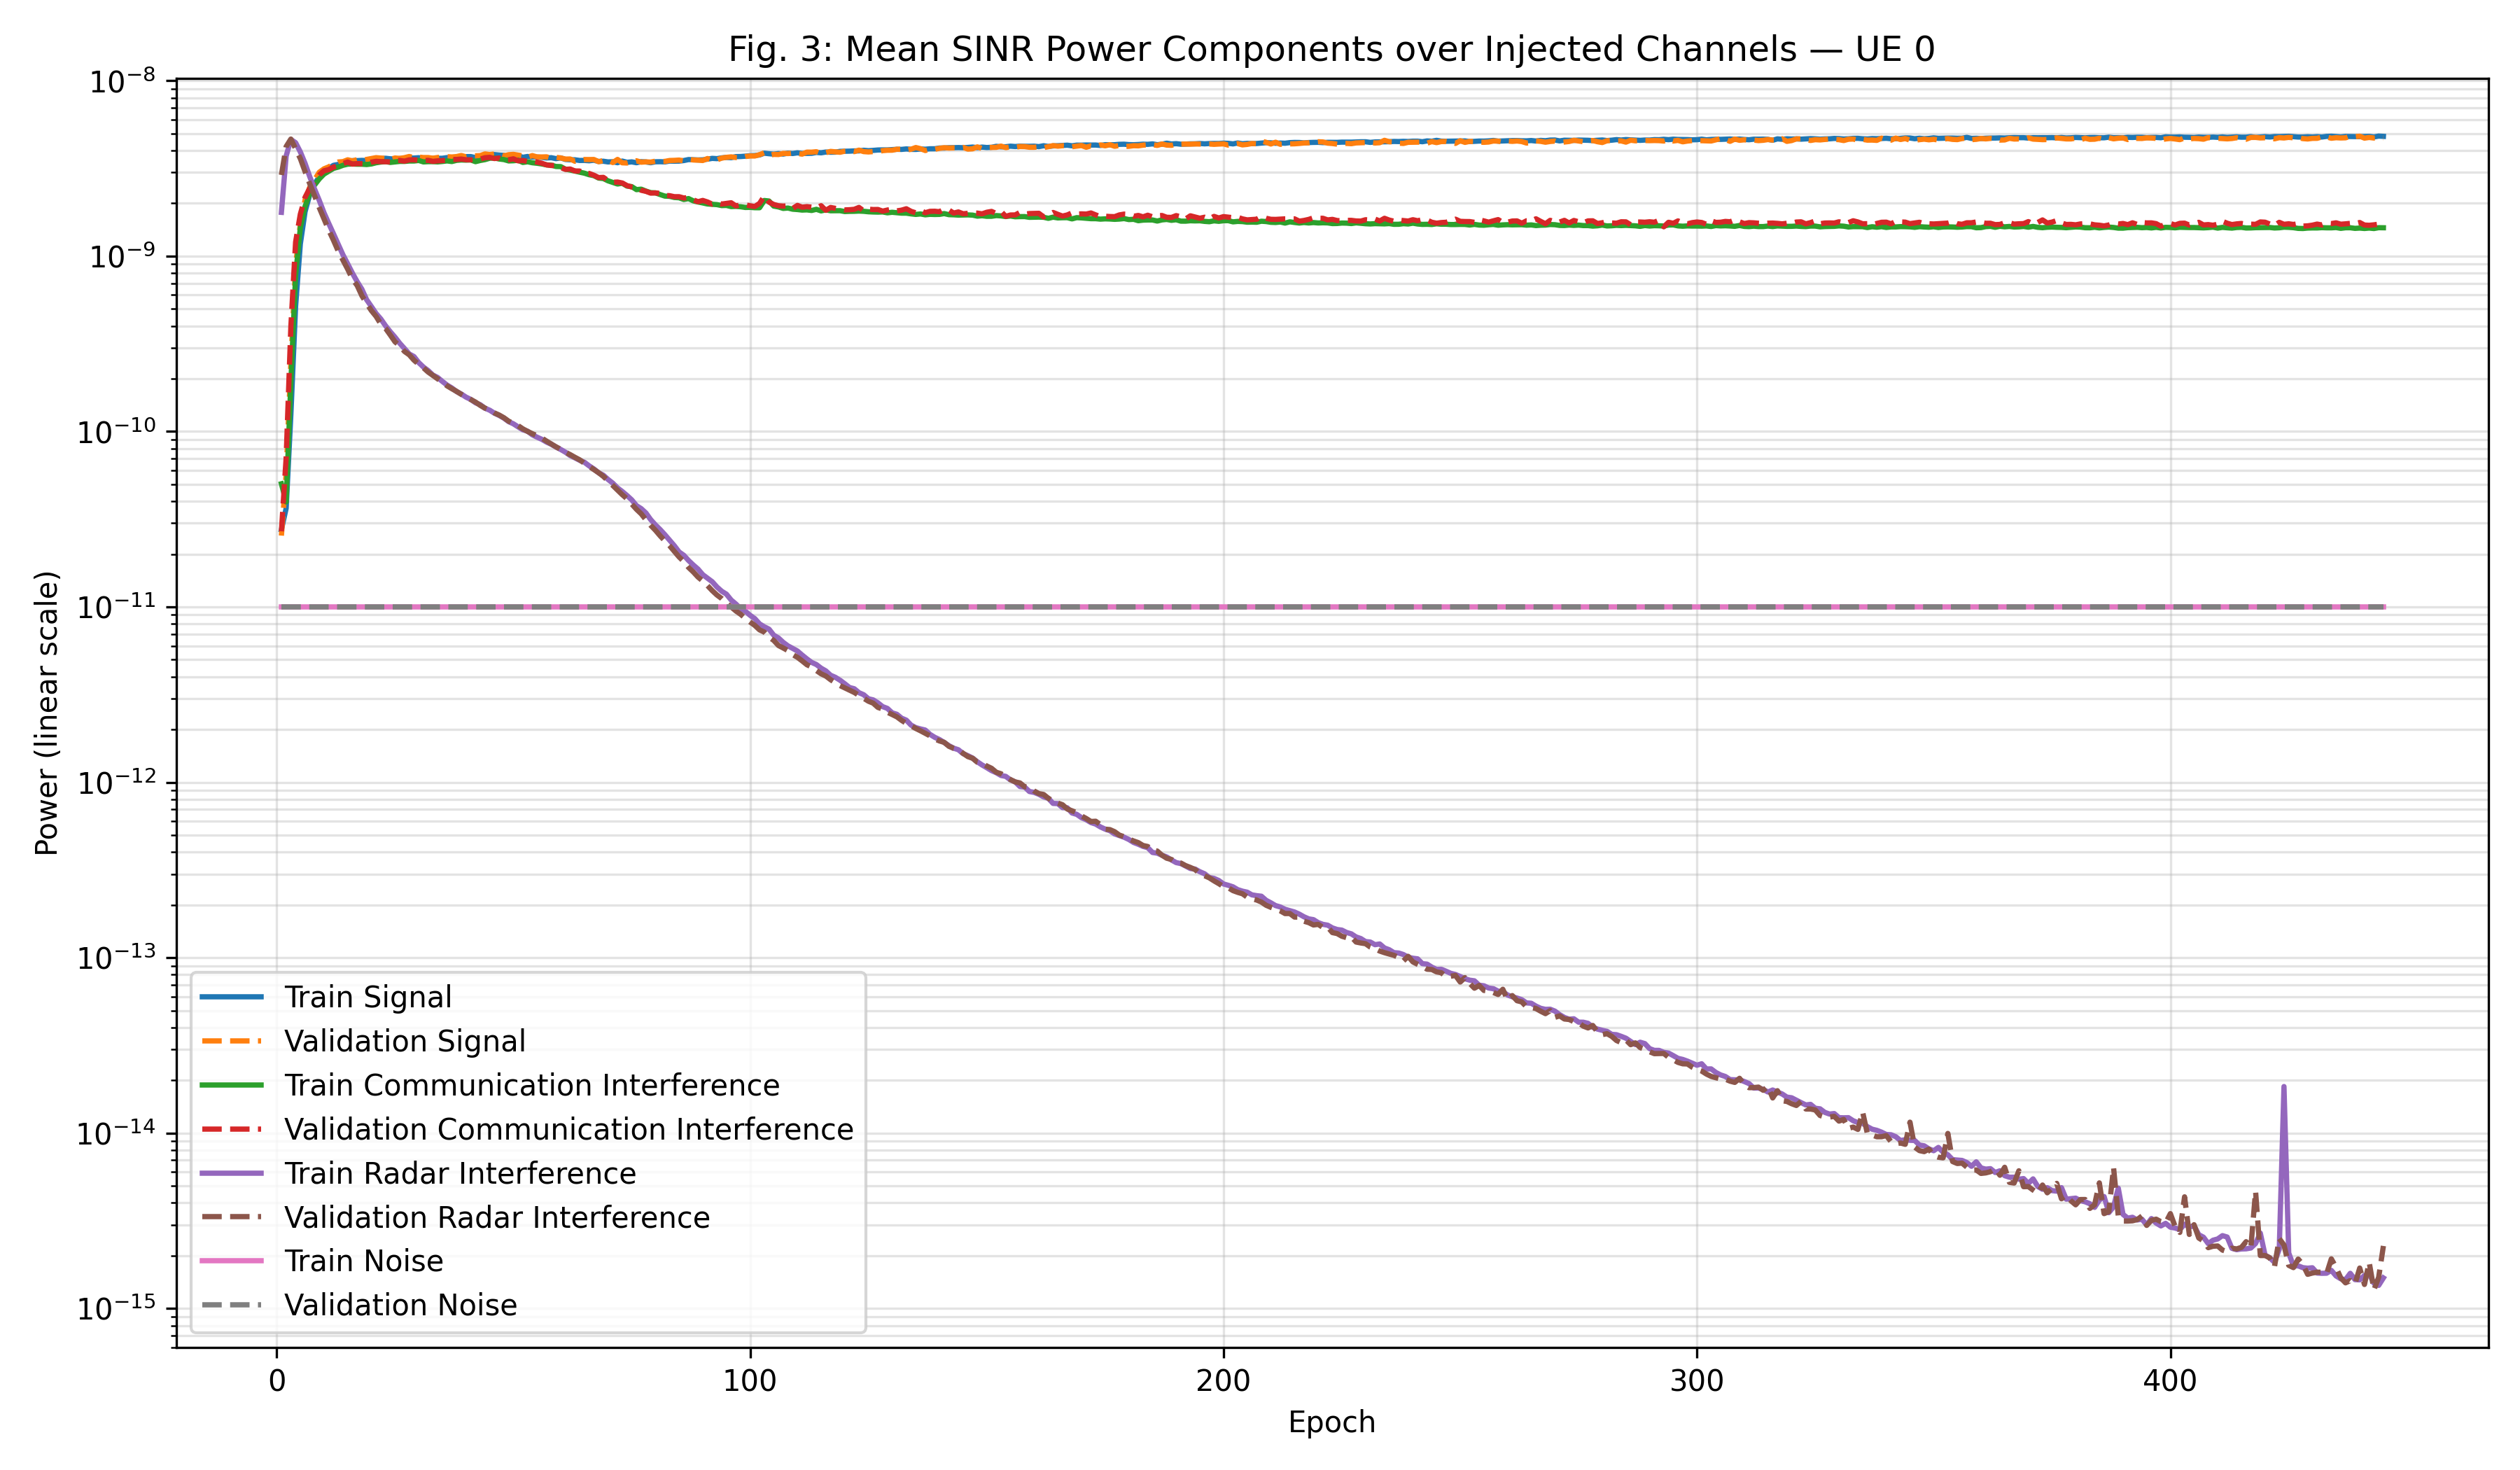 Fig. 3: Mean SINR Power Components over Injected Channels — UE 0
Power (linear scale)
10⁻⁸
10⁻⁹
10⁻¹⁰
10⁻¹¹
10⁻¹²
10⁻¹³
10⁻¹⁴
10⁻¹⁵
Train Signal
Validation Signal
Train Communication Interference
Validation Communication Interference
Train Radar Interference
Validation Radar Interference
Train Noise
Validation Noise
0 100 200 300 400
Epoch